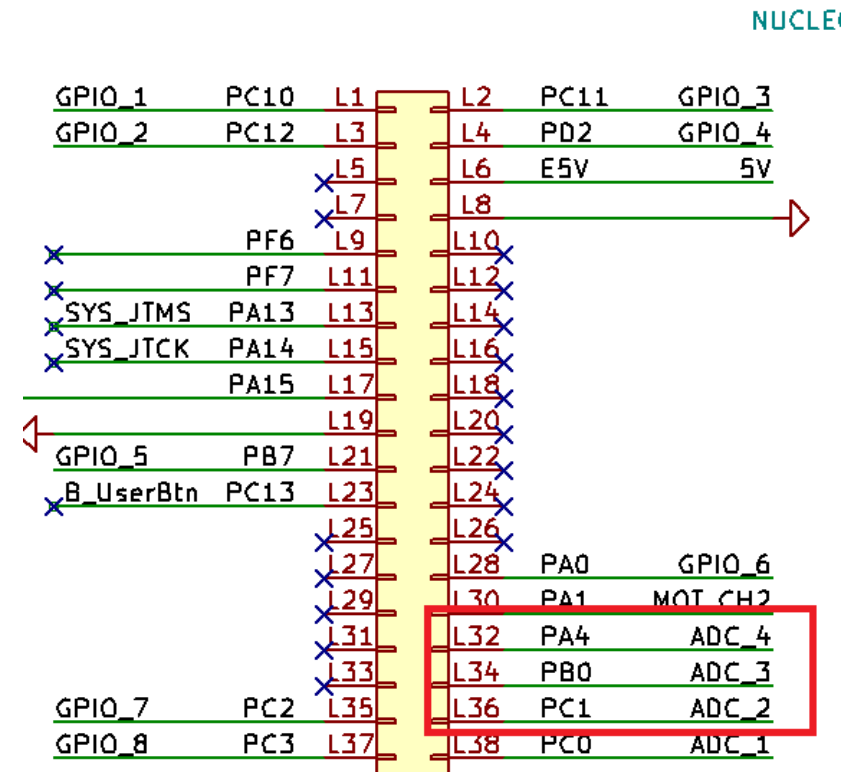 NUCLE
GPIO_1 PC10 L1 L2 PC11 GPIO_3
GPIO_2 PC12 L3 L4 PD2 GPIO_4
L5 L6 E5V 5V
L7 L8
PF6 L9 L10
PF7 L11 L12
SYS_JTMS PA13 L13 L14
SYS_JTCK PA14 L15 L16
PA15 L17 L18
L19 L20
GPIO_5 PB7 L21 L22
B_UserBtn PC13 L23 L24
L25 L26
L27 L28 PA0 GPIO_6
L29 L30 PA1 MOT_CH2
L31 L32 PA4 ADC_4
L33 L34 PB0 ADC_3
GPIO_7 PC2 L35 L36 PC1 ADC_2
GPIO_8 PC3 L37 L38 PC0 ADC_1